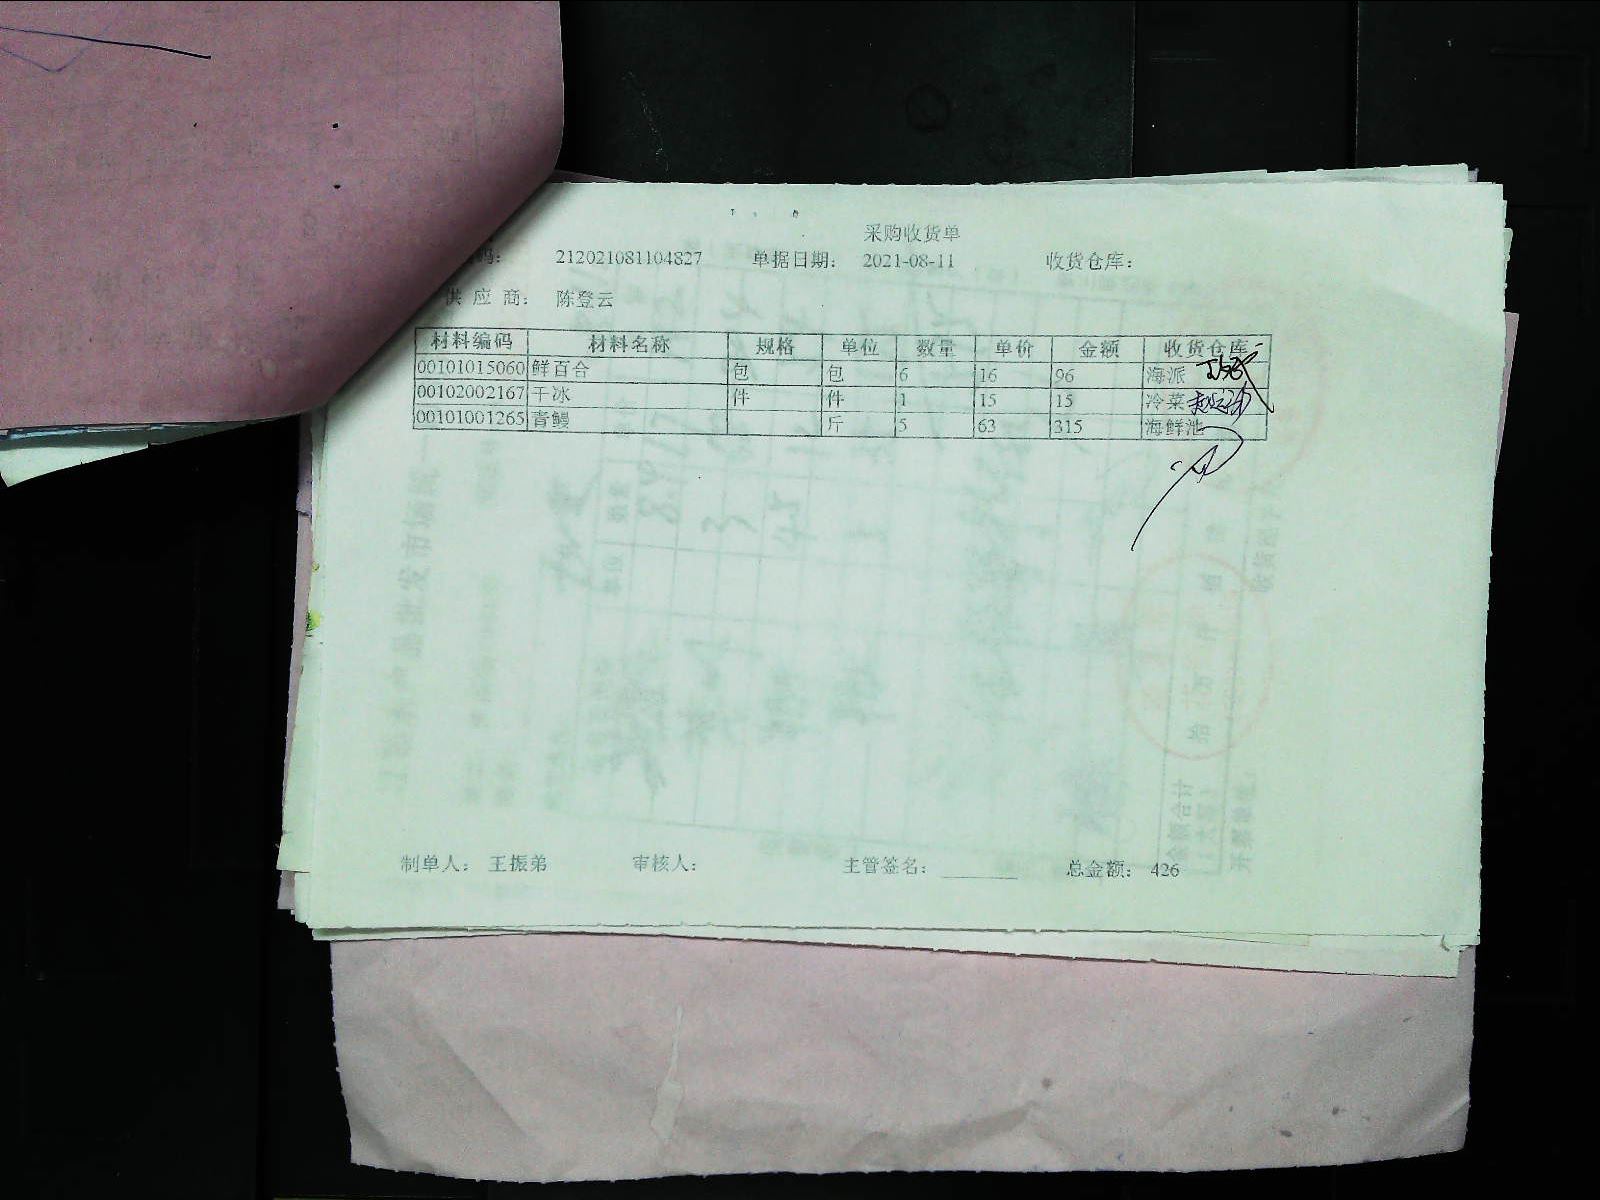 采购收货单
码: 212021081104827 单据日期: 2021-08-11 收货仓库:
供 应 商: 陈登云
材料编码 材料名称 规格 单位 数量 单价 金额 收货仓库
00101015060 鲜百合 包 包 6 16 96 海派
00102002167 干冰 件 件 1 15 15 冷菜
00101001265 青鳗 斤 5 63 315 海鲜池
制单人: 王振弟 审核人: 主管签名: 总金额: 426